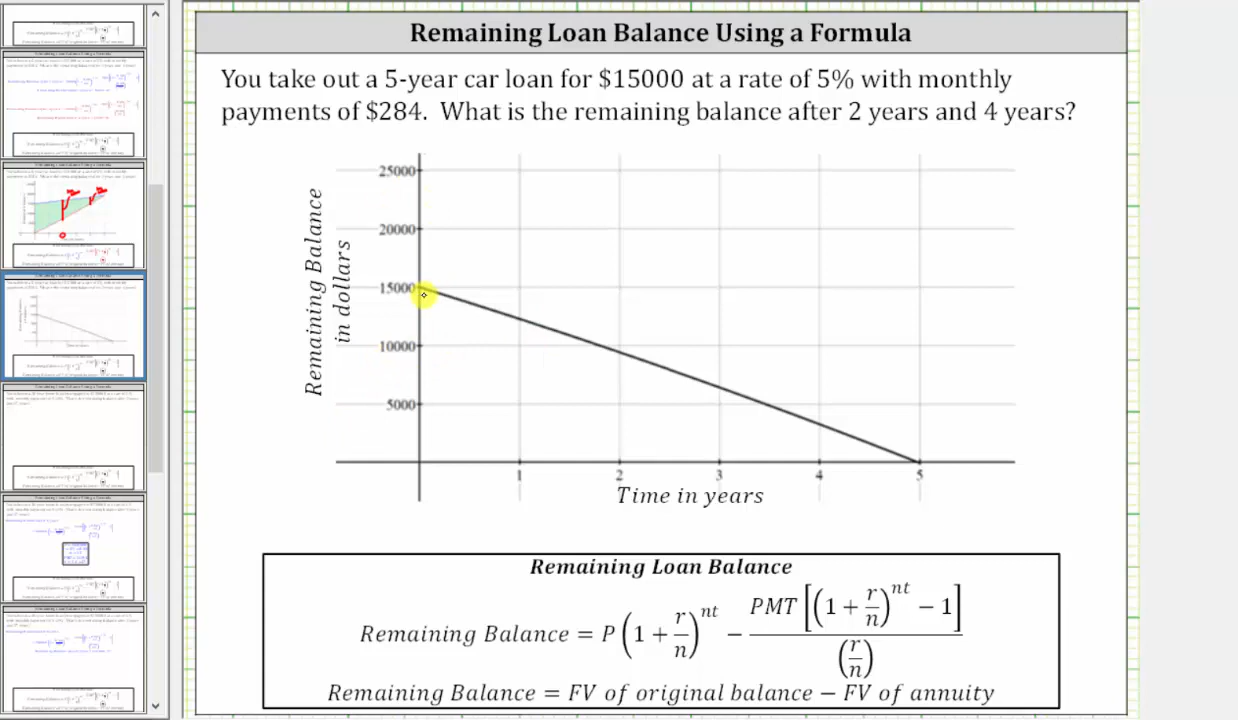 Remaining Loan Balance Using a Formula
You take out a 5-year car loan for $15000 at a rate of 5% with monthly
payments of $284. What is the remaining balance after 2 years and 4 years?
25000
20000
15000
10000
5000
Remaining Balance
in dollars
1 2 3 4 5
Time in years
Remaining Loan Balance
Remaining Balance = P(1 + r/n)^nt − PMT[(1 + r/n)^nt − 1] / (r/n)
Remaining Balance = FV of original balance − FV of annuity